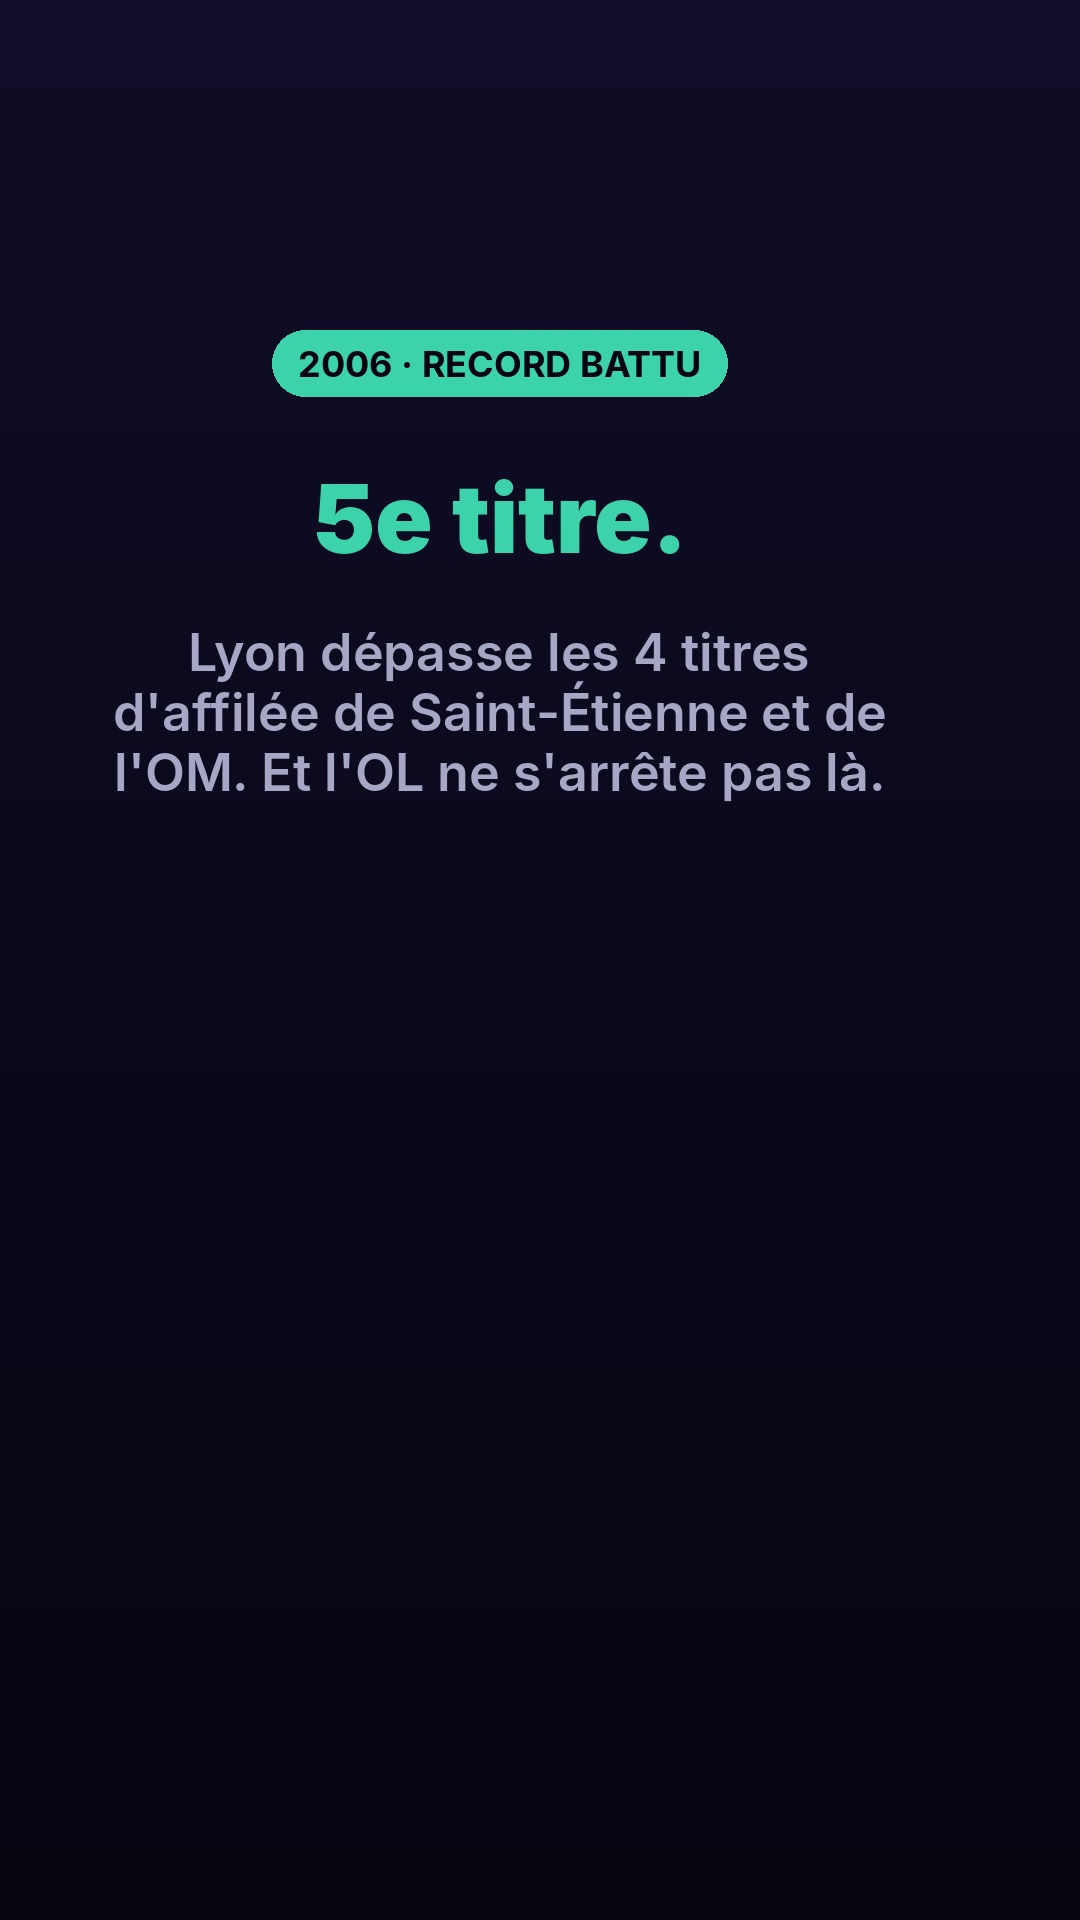 2006 · RECORD BATTU
5e titre.
Lyon dépasse les 4 titres
d'affilée de Saint-Étienne et de
l'OM. Et l'OL ne s'arrête pas là.